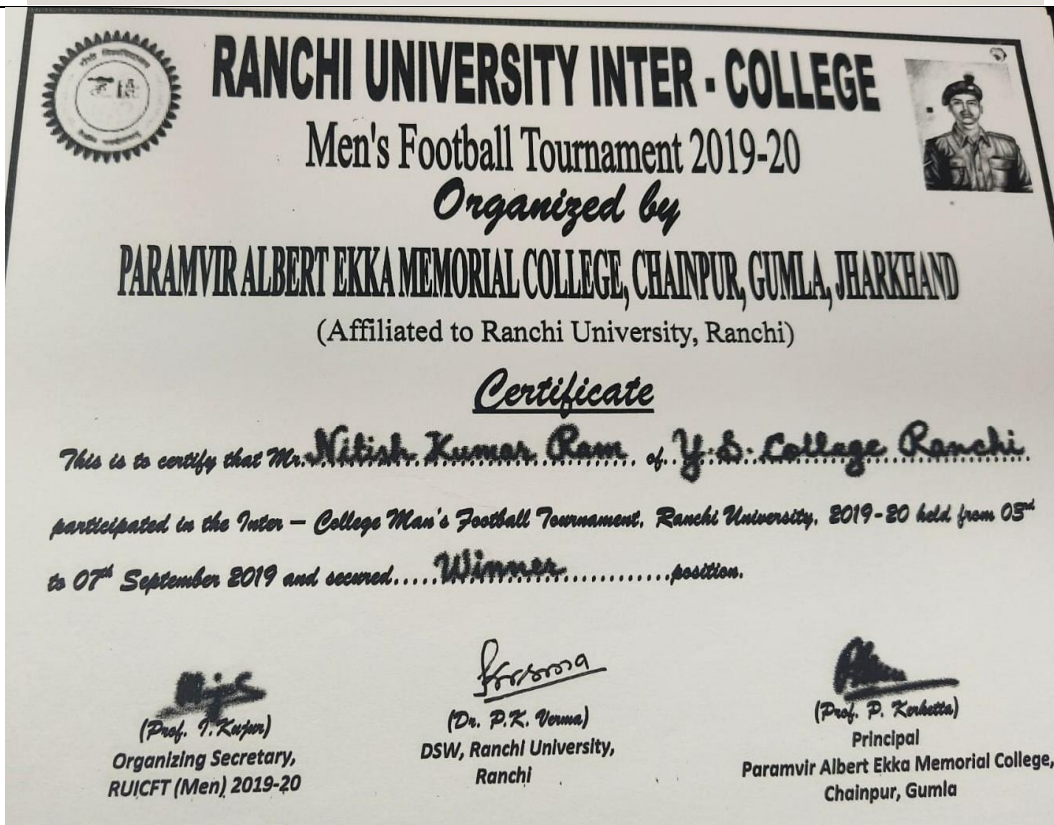 RANCHI UNIVERSITY INTER - COLLEGE
Men's Football Tournament 2019-20
Organized by
PARAMVIR ALBERT EKKA MEMORIAL COLLEGE, CHAINPUR, GUMLA, JHARKHAND
(Affiliated to Ranchi University, Ranchi)
Certificate
This is to certify that Mr. Nitish Kumar Ram of Y.S. College Ranchi
participated in the Inter – College Man's Football Tournament, Ranchi University, 2019-20 held from 03rd
to 07th September 2019 and secured.....Winner......................position.
(Prof. I. Kujur)
Organizing Secretary,
RUICFT (Men) 2019-20
(Dr. P.K. Verma)
DSW, Ranchi University,
Ranchi
(Prof. P. Kerketta)
Principal
Paramvir Albert Ekka Memorial College,
Chainpur, Gumla